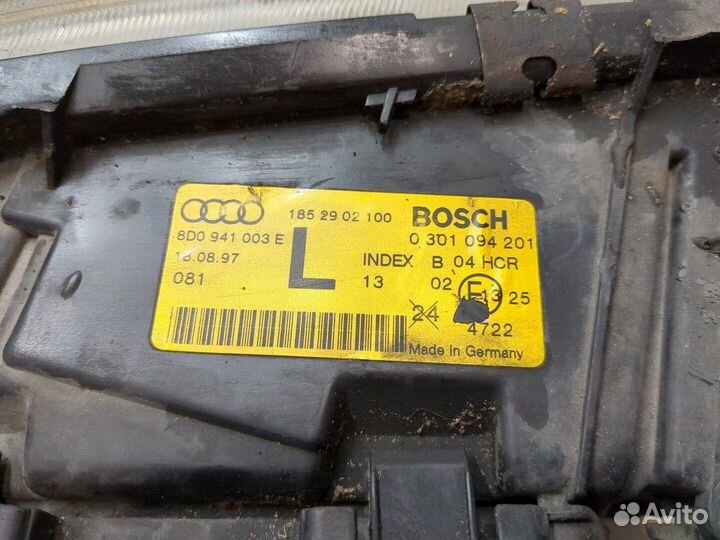 185 29 02 100 BOSCH
8D0 941 003 E 0 301 094 201
18.08.97 L INDEX B 04 HCR
081 13 02 E 25
24 4722
Made in Germany
Avito